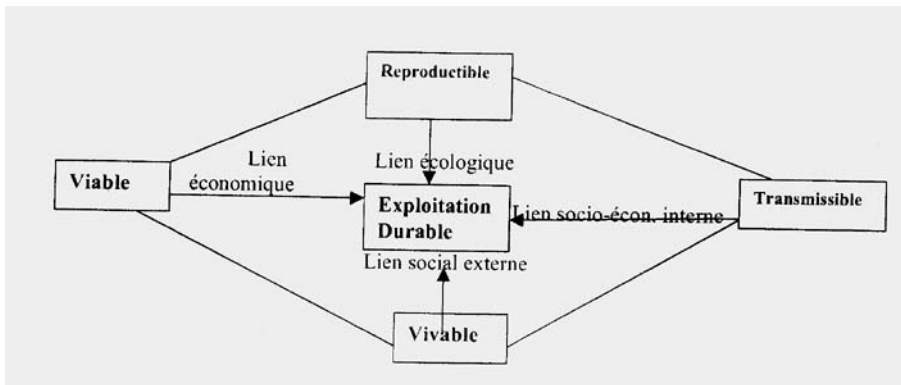 Reproductible
Lien
économique
Lien écologique
Viable
Exploitation
Durable
Lien socio-écon. interne
Transmissible
Lien social externe
Vivable